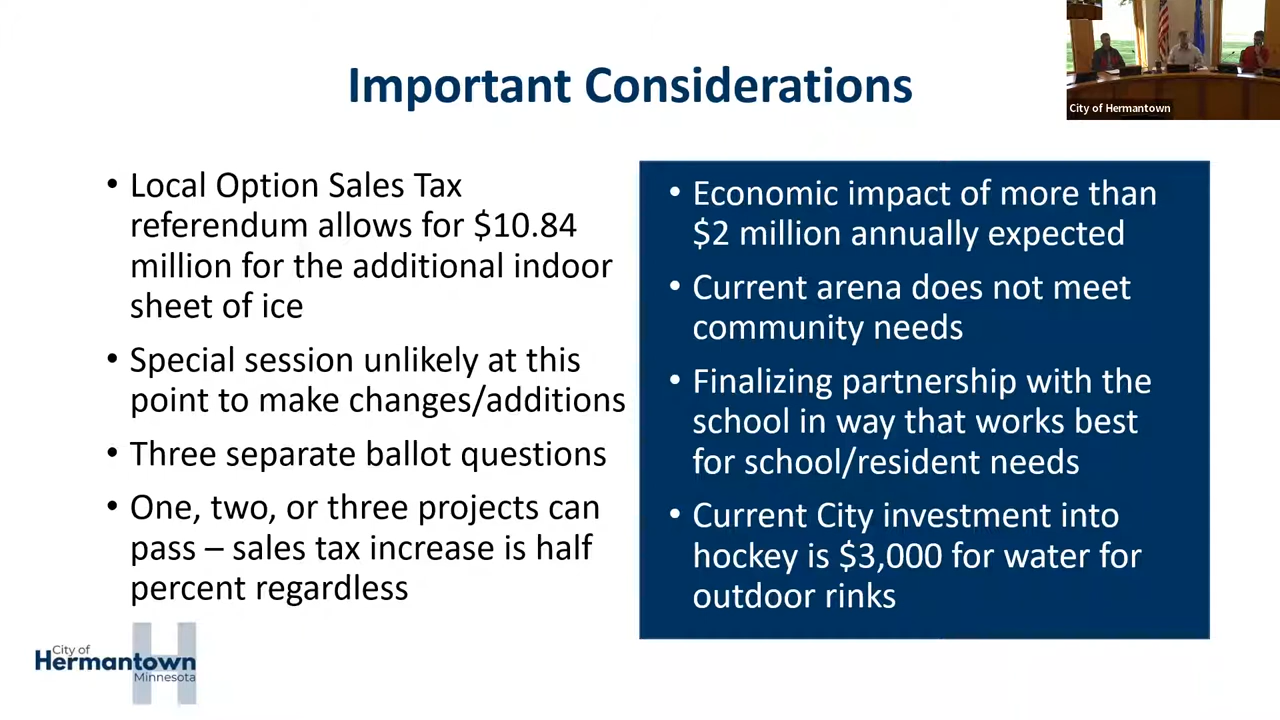 Important Considerations
City of Hermantown
• Local Option Sales Tax
referendum allows for $10.84
million for the additional indoor
sheet of ice
• Special session unlikely at this
point to make changes/additions
• Three separate ballot questions
• One, two, or three projects can
pass – sales tax increase is half
percent regardless
• Economic impact of more than
$2 million annually expected
• Current arena does not meet
community needs
• Finalizing partnership with the
school in way that works best
for school/resident needs
• Current City investment into
hockey is $3,000 for water for
outdoor rinks
City of
Hermantown
Minnesota